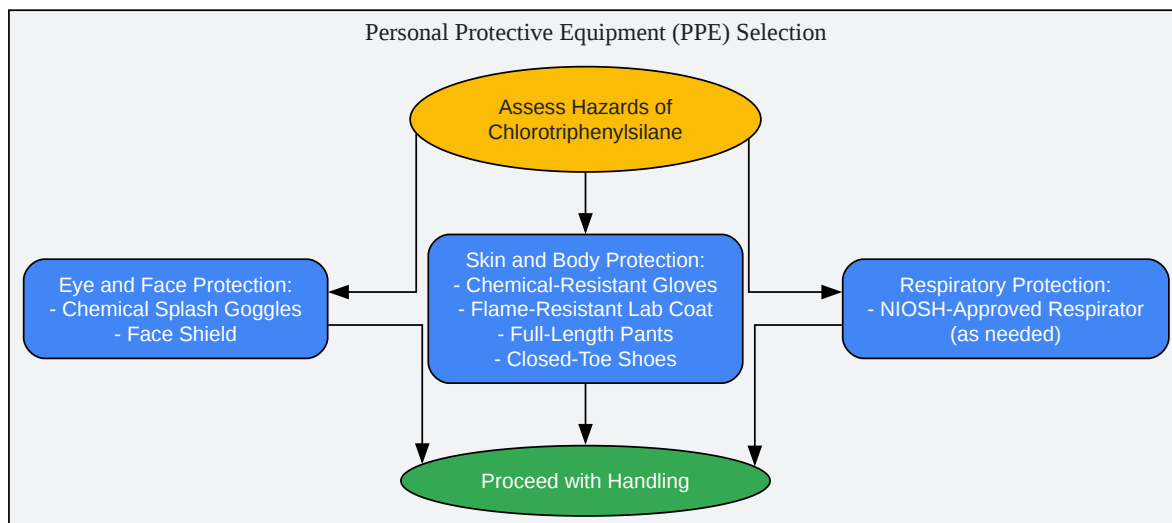 Personal Protective Equipment (PPE) Selection
Assess Hazards of
Chlorotriphenylsilane
Eye and Face Protection:
- Chemical Splash Goggles
- Face Shield
Skin and Body Protection:
- Chemical-Resistant Gloves
- Flame-Resistant Lab Coat
- Full-Length Pants
- Closed-Toe Shoes
Respiratory Protection:
- NIOSH-Approved Respirator
(as needed)
Proceed with Handling